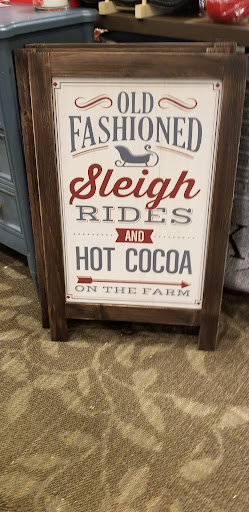 OLD
FASHIONED
Sleigh
RIDES
AND
HOT COCOA
ON THE FARM